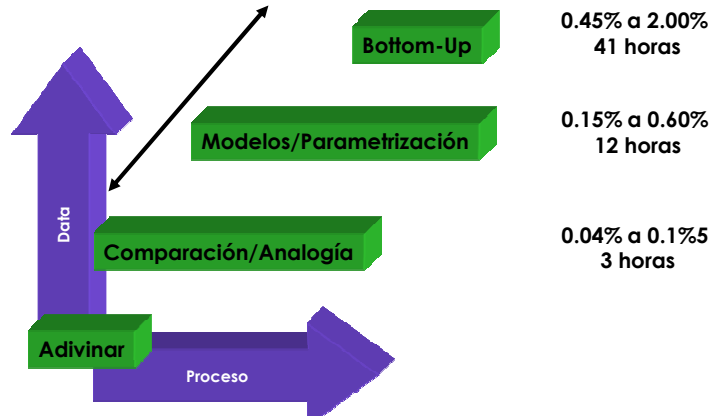 Bottom-Up
0.45% a 2.00%
41 horas
Modelos/Parametrización
0.15% a 0.60%
12 horas
Data
Comparación/Analogía
0.04% a 0.1%5
3 horas
Adivinar
Proceso